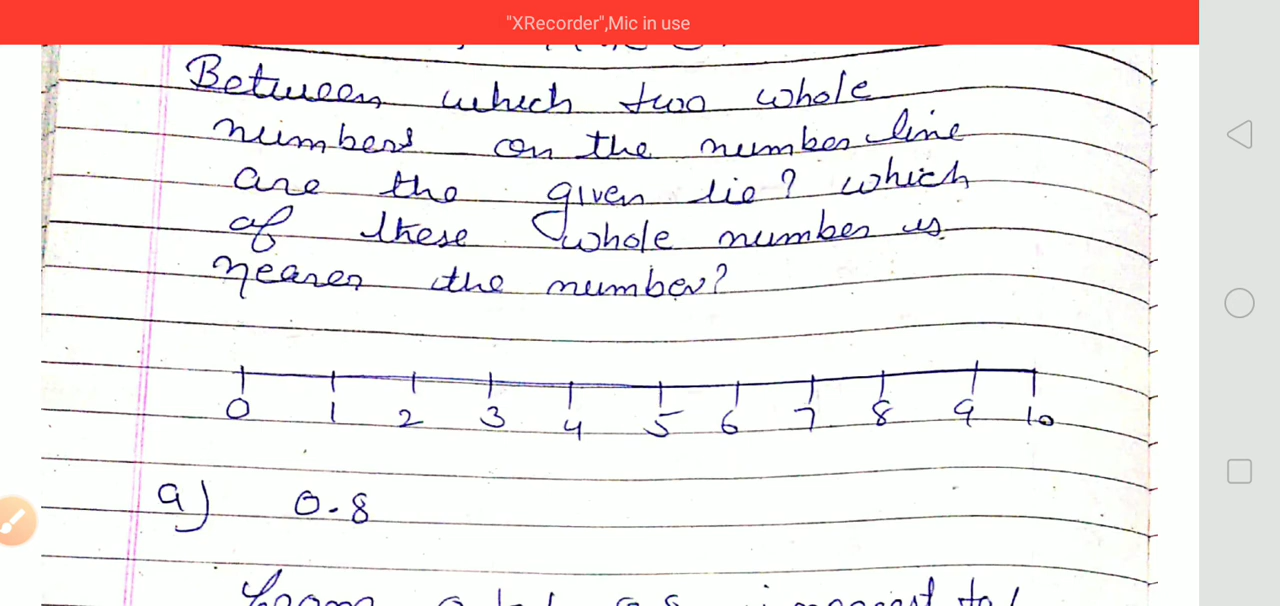 "XRecorder",Mic in use
Between which two whole
numbers on the number line
are the given lie? which
of these whole number is
nearer the number?
0 1 2 3 4 5 6 7 8 9 10
a) 0.8